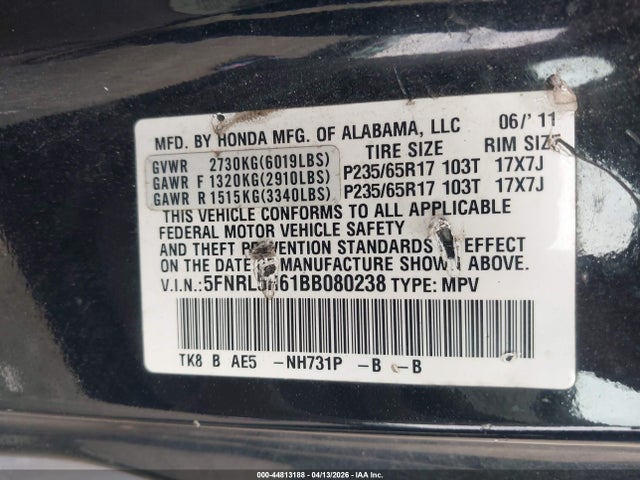 MFD. BY HONDA MFG. OF ALABAMA, LLC 06/'11
TIRE SIZE RIM SIZE
GVWR 2730KG(6019LBS)
GAWR F 1320KG(2910LBS) P235/65R17 103T 17X7J
GAWR R 1515KG(3340LBS) P235/65R17 103T 17X7J
THIS VEHICLE CONFORMS TO ALL APPLICABLE
FEDERAL MOTOR VEHICLE SAFETY
AND THEFT PREVENTION STANDARDS IN EFFECT
ON THE DATE OF MANUFACTURE SHOWN ABOVE.
V.I.N.: TYPE: MPV
TK8 B AE5 -NH731P -B -B
000-44813188 - 04/13/2026 - IAA Inc.